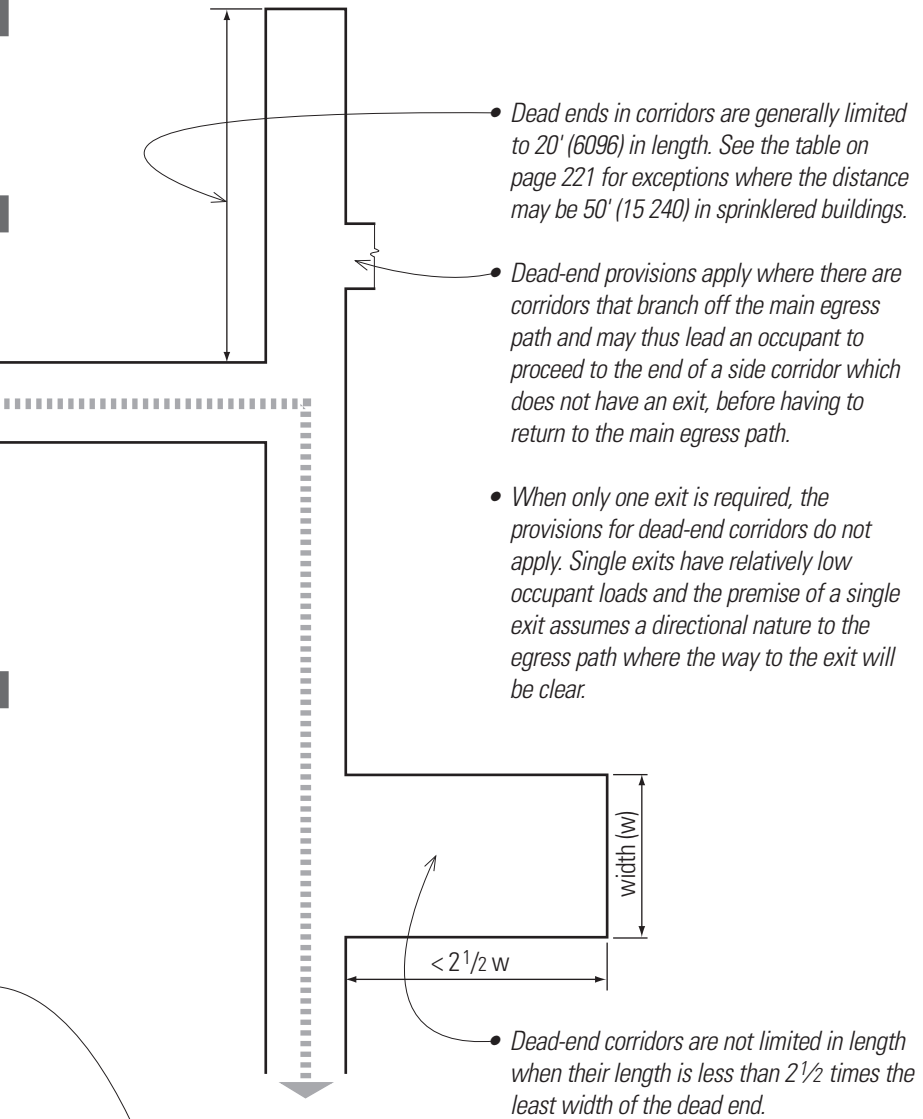 • Dead ends in corridors are generally limited
to 20' (6096) in length. See the table on
page 221 for exceptions where the distance
may be 50' (15 240) in sprinklered buildings.
• Dead-end provisions apply where there are
corridors that branch off the main egress
path and may thus lead an occupant to
proceed to the end of a side corridor which
does not have an exit, before having to
return to the main egress path.
• When only one exit is required, the
provisions for dead-end corridors do not
apply. Single exits have relatively low
occupant loads and the premise of a single
exit assumes a directional nature to the
egress path where the way to the exit will
be clear.
width (w)
< 2 1/2 w
• Dead-end corridors are not limited in length
when their length is less than 2 1/2 times the
least width of the dead end.